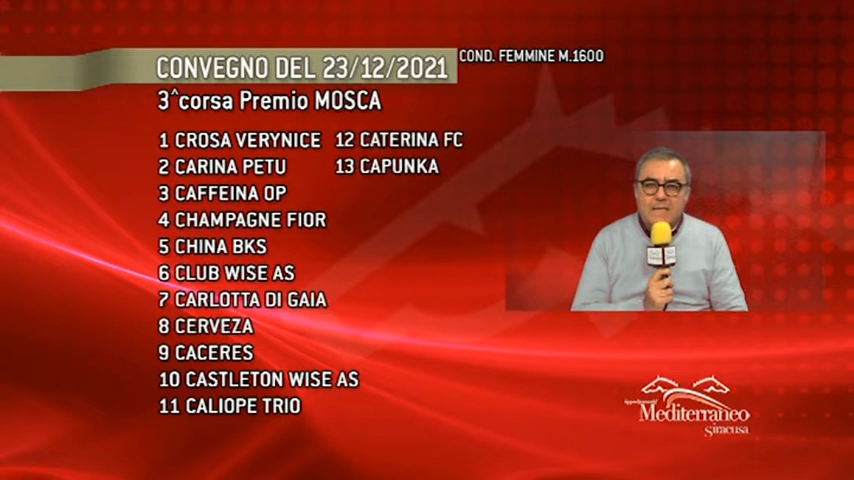 CONVEGNO DEL 23/12/2021
COND. FEMMINE M.1600
3^corsa Premio MOSCA
1 CROSA VERYNICE
2 CARINA PETU
3 CAFFEINA OP
4 CHAMPAGNE FIOR
5 CHINA BKS
6 CLUB WISE AS
7 CARLOTTA DI GAIA
8 CERVEZA
9 CACERES
10 CASTLETON WISE AS
11 CALIOPE TRIO
12 CATERINA FC
13 CAPUNKA
Mediterraneo
Siracusa